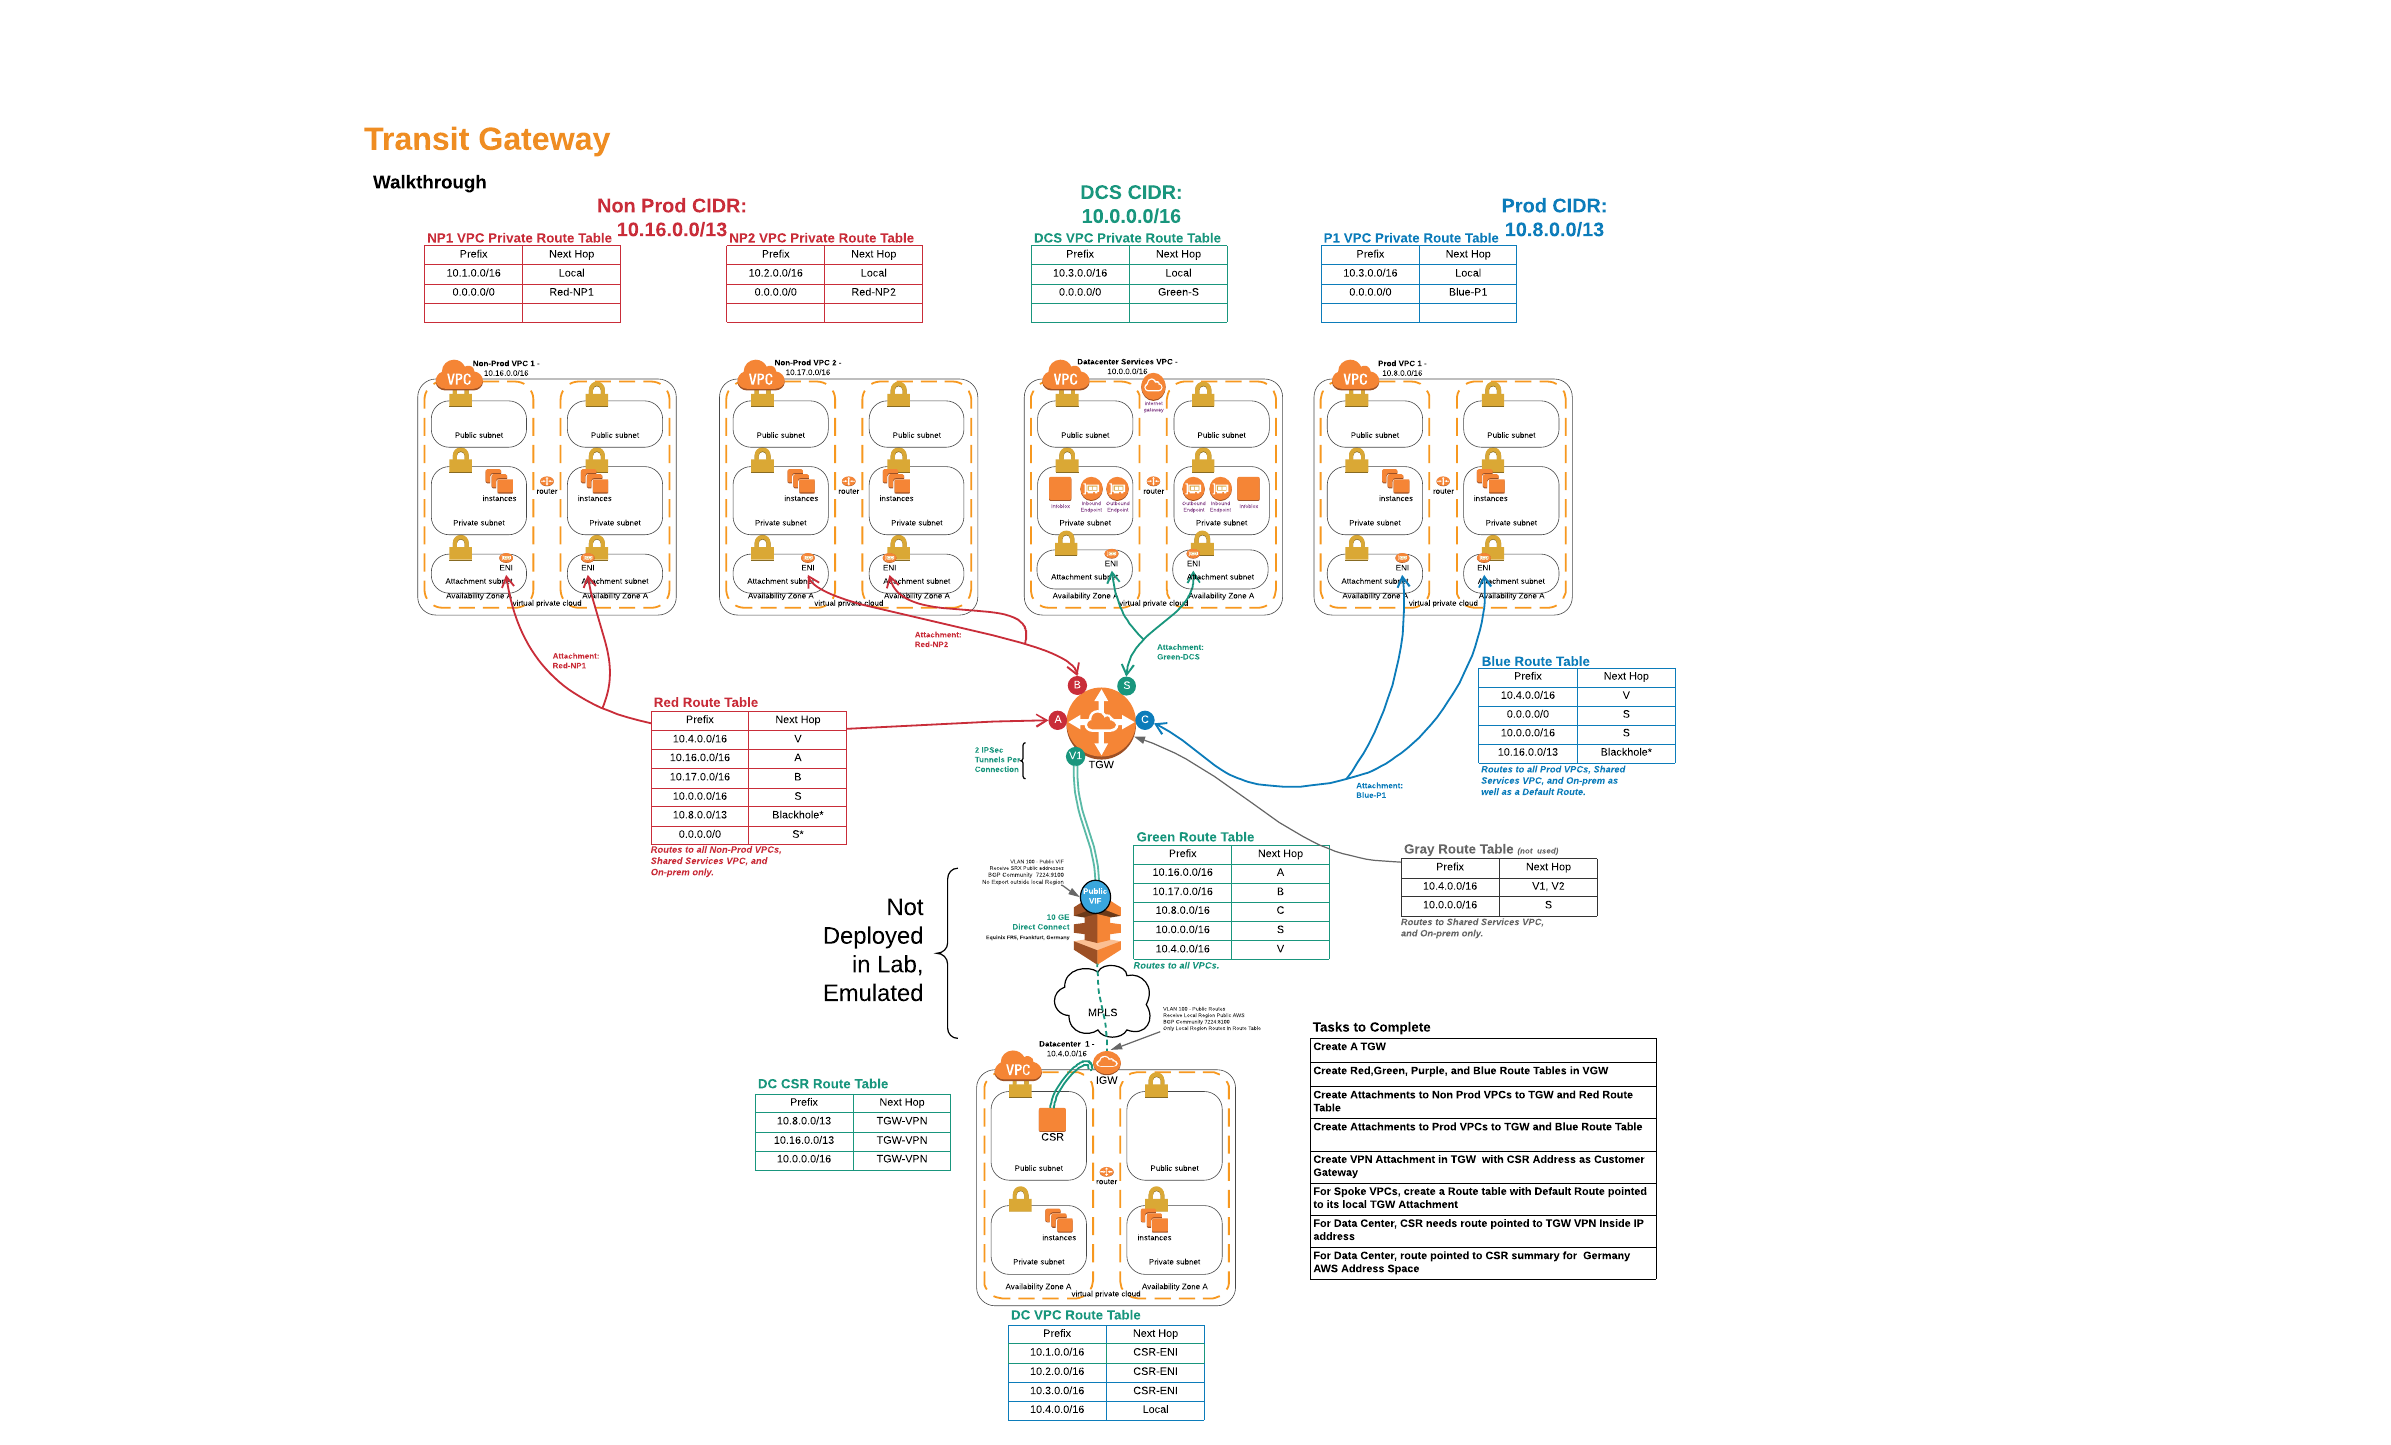 Transit Gateway
Walkthrough
Non Prod CIDR:
10.16.0.0/13
DCS CIDR:
10.0.0.0/16
Prod CIDR:
10.8.0.0/13
NP1 VPC Private Route Table
Prefix Next Hop
10.1.0.0/16 Local
0.0.0.0/0 Red-NP1
NP2 VPC Private Route Table
Prefix Next Hop
10.2.0.0/16 Local
0.0.0.0/0 Red-NP2
DCS VPC Private Route Table
Prefix Next Hop
10.3.0.0/16 Local
0.0.0.0/0 Green-S
P1 VPC Private Route Table
Prefix Next Hop
10.3.0.0/16 Local
0.0.0.0/0 Blue-P1
Non-Prod VPC 1 -
10.16.0.0/16
VPC
Public subnet
Public subnet
instances
router
instances
Private subnet
Private subnet
ENI
ENI
Attachment subnet
Attachment subnet
Availability Zone A
Availability Zone A
virtual private cloud
Non-Prod VPC 2 -
10.17.0.0/16
VPC
Public subnet
Public subnet
instances
router
instances
Private subnet
Private subnet
ENI
ENI
Attachment subnet
Attachment subnet
Availability Zone A
Availability Zone A
virtual private cloud
Datacenter Services VPC -
10.0.0.0/16
VPC
internet
gateway
Public subnet
Public subnet
Infoblox
Inbound
Endpoint
Outbound
Endpoint
router
Outbound
Endpoint
Inbound
Endpoint
Infoblox
Private subnet
Private subnet
ENI
ENI
Attachment subnet
Attachment subnet
Availability Zone A
Availability Zone A
virtual private cloud
Prod VPC 1 -
10.8.0.0/16
VPC
Public subnet
Public subnet
instances
router
instances
Private subnet
Private subnet
ENI
ENI
Attachment subnet
Attachment subnet
Availability Zone A
Availability Zone A
virtual private cloud
Attachment:
Red-NP1
Attachment:
Red-NP2
Attachment:
Green-DCS
Attachment:
Blue-P1
B
S
A
C
V1
TGW
2 IPSec
Tunnels Per
Connection
Red Route Table
Prefix Next Hop
10.4.0.0/16 V
10.16.0.0/16 A
10.17.0.0/16 B
10.0.0.0/16 S
10.8.0.0/13 Blackhole*
0.0.0.0/0 S*
Routes to all Non-Prod VPCs,
Shared Services VPC, and
On-prem only.
Blue Route Table
Prefix Next Hop
10.4.0.0/16 V
0.0.0.0/0 S
10.0.0.0/16 S
10.16.0.0/13 Blackhole*
Routes to all Prod VPCs, Shared
Services VPC, and On-prem as
well as a Default Route.
Green Route Table
Prefix Next Hop
10.16.0.0/16 A
10.17.0.0/16 B
10.8.0.0/16 C
10.0.0.0/16 S
10.4.0.0/16 V
Routes to all VPCs.
Gray Route Table (not used)
Prefix Next Hop
10.4.0.0/16 V1, V2
10.0.0.0/16 S
Routes to Shared Services VPC,
and On-prem only.
VLAN 100 - Public VIF
Receive SRX Public addresses
BGP Community 7224:9100
No Export outside local Region
Public
VIF
10 GE
Direct Connect
Equinix FR5, Frankfurt, Germany
Not
Deployed
in Lab,
Emulated
MPLS
VLAN 100 - Public Routes
Receive Local Region Public AWS
BGP Community 7224:8100
Only Local Region Routes in Route Table
Datacenter 1 -
10.4.0.0/16
VPC
IGW
CSR
Public subnet
Public subnet
router
instances
instances
Private subnet
Private subnet
Availability Zone A
Availability Zone A
virtual private cloud
DC CSR Route Table
Prefix Next Hop
10.8.0.0/13 TGW-VPN
10.16.0.0/13 TGW-VPN
10.0.0.0/16 TGW-VPN
DC VPC Route Table
Prefix Next Hop
10.1.0.0/16 CSR-ENI
10.2.0.0/16 CSR-ENI
10.3.0.0/16 CSR-ENI
10.4.0.0/16 Local
Tasks to Complete
Create A TGW
Create Red,Green, Purple, and Blue Route Tables in VGW
Create Attachments to Non Prod VPCs to TGW and Red Route
Table
Create Attachments to Prod VPCs to TGW and Blue Route Table
Create VPN Attachment in TGW with CSR Address as Customer
Gateway
For Spoke VPCs, create a Route table with Default Route pointed
to its local TGW Attachment
For Data Center, CSR needs route pointed to TGW VPN Inside IP
address
For Data Center, route pointed to CSR summary for Germany
AWS Address Space